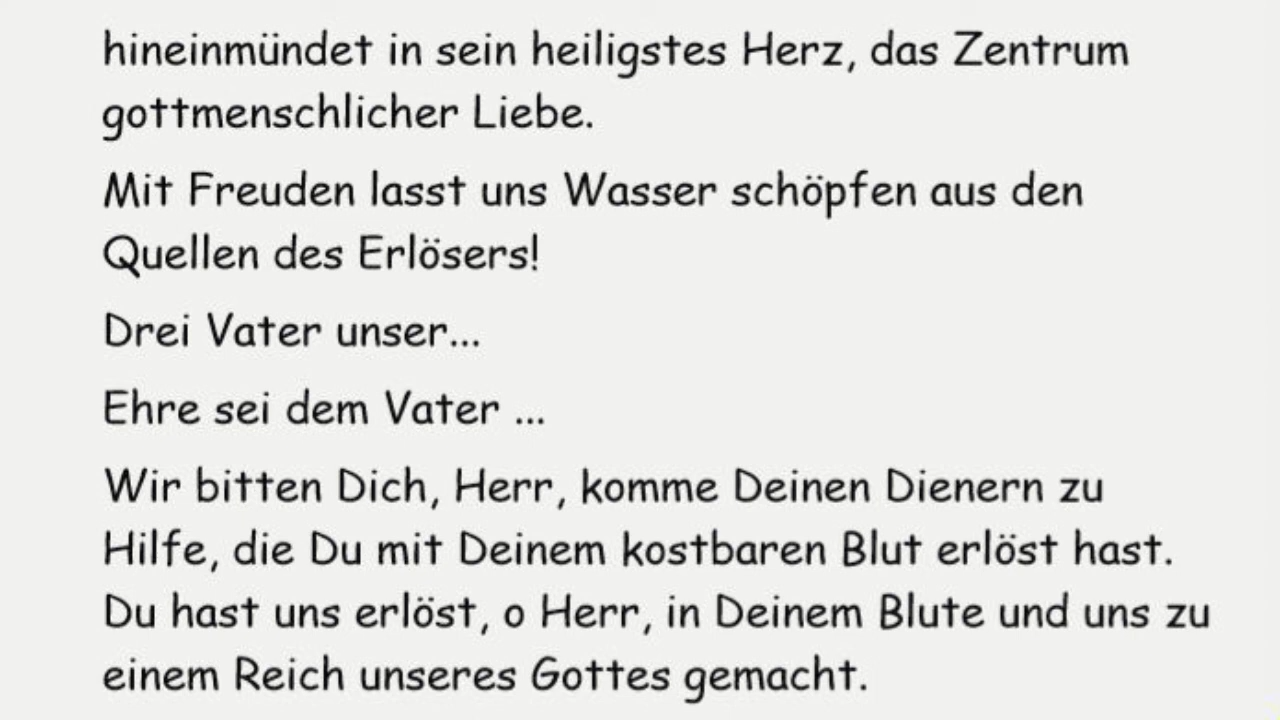 hineinmündet in sein heiligstes Herz, das Zentrum
gottmenschlicher Liebe.
Mit Freuden lasst uns Wasser schöpfen aus den
Quellen des Erlösers!
Drei Vater unser...
Ehre sei dem Vater ...
Wir bitten Dich, Herr, komme Deinen Dienern zu
Hilfe, die Du mit Deinem kostbaren Blut erlöst hast.
Du hast uns erlöst, o Herr, in Deinem Blute und uns zu
einem Reich unseres Gottes gemacht.